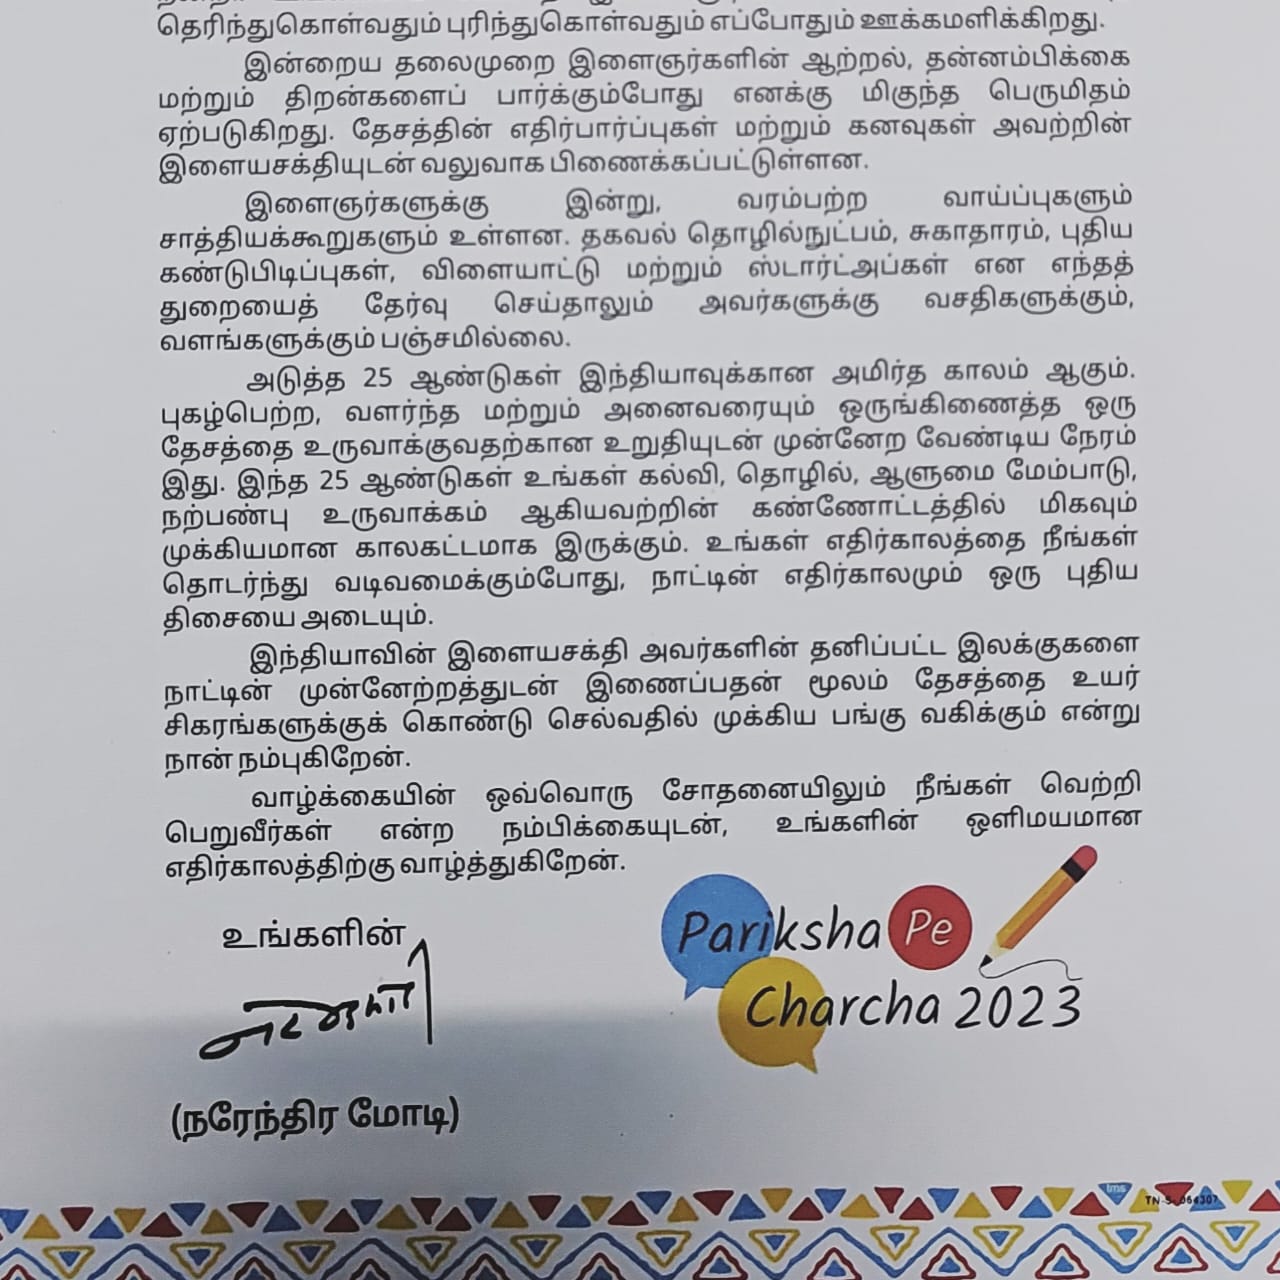 தெரிந்துகொள்வதும் புரிந்துகொள்வதும் எப்போதும் ஊக்கமளிக்கிறது.
இன்றைய தலைமுறை இளைஞர்களின் ஆற்றல், தன்னம்பிக்கை
மற்றும் திறன்களைப் பார்க்கும்போது எனக்கு மிகுந்த பெருமிதம்
ஏற்படுகிறது. தேசத்தின் எதிர்பார்ப்புகள் மற்றும் கனவுகள் அவற்றின்
இளையசக்தியுடன் வலுவாக பிணைக்கப்பட்டுள்ளன.
இளைஞர்களுக்கு இன்று, வரம்பற்ற வாய்ப்புகளும்
சாத்தியக்கூறுகளும் உள்ளன. தகவல் தொழில்நுட்பம், சுகாதாரம், புதிய
கண்டுபிடிப்புகள், விளையாட்டு மற்றும் ஸ்டார்ட்அப்கள் என எந்தத்
துறையைத் தேர்வு செய்தாலும் அவர்களுக்கு வசதிகளுக்கும்,
வளங்களுக்கும் பஞ்சமில்லை.
அடுத்த 25 ஆண்டுகள் இந்தியாவுக்கான அமிர்த காலம் ஆகும்.
புகழ்பெற்ற, வளர்ந்த மற்றும் அனைவரையும் ஒருங்கிணைத்த ஒரு
தேசத்தை உருவாக்குவதற்கான உறுதியுடன் முன்னேற வேண்டிய நேரம்
இது. இந்த 25 ஆண்டுகள் உங்கள் கல்வி, தொழில், ஆளுமை மேம்பாடு,
நற்பண்பு உருவாக்கம் ஆகியவற்றின் கண்ணோட்டத்தில் மிகவும்
முக்கியமான காலகட்டமாக இருக்கும். உங்கள் எதிர்காலத்தை நீங்கள்
தொடர்ந்து வடிவமைக்கும்போது, நாட்டின் எதிர்காலமும் ஒரு புதிய
திசையை அடையும்.
இந்தியாவின் இளையசக்தி அவர்களின் தனிப்பட்ட இலக்குகளை
நாட்டின் முன்னேற்றத்துடன் இணைப்பதன் மூலம் தேசத்தை உயர்
சிகரங்களுக்குக் கொண்டு செல்வதில் முக்கிய பங்கு வகிக்கும் என்று
நான் நம்புகிறேன்.
வாழ்க்கையின் ஒவ்வொரு சோதனையிலும் நீங்கள் வெற்றி
பெறுவீர்கள் என்ற நம்பிக்கையுடன், உங்களின் ஒளிமயமான
எதிர்காலத்திற்கு வாழ்த்துகிறேன்.
உங்களின்
(நரேந்திர மோடி)
Pariksha Pe
Charcha 2023
tms